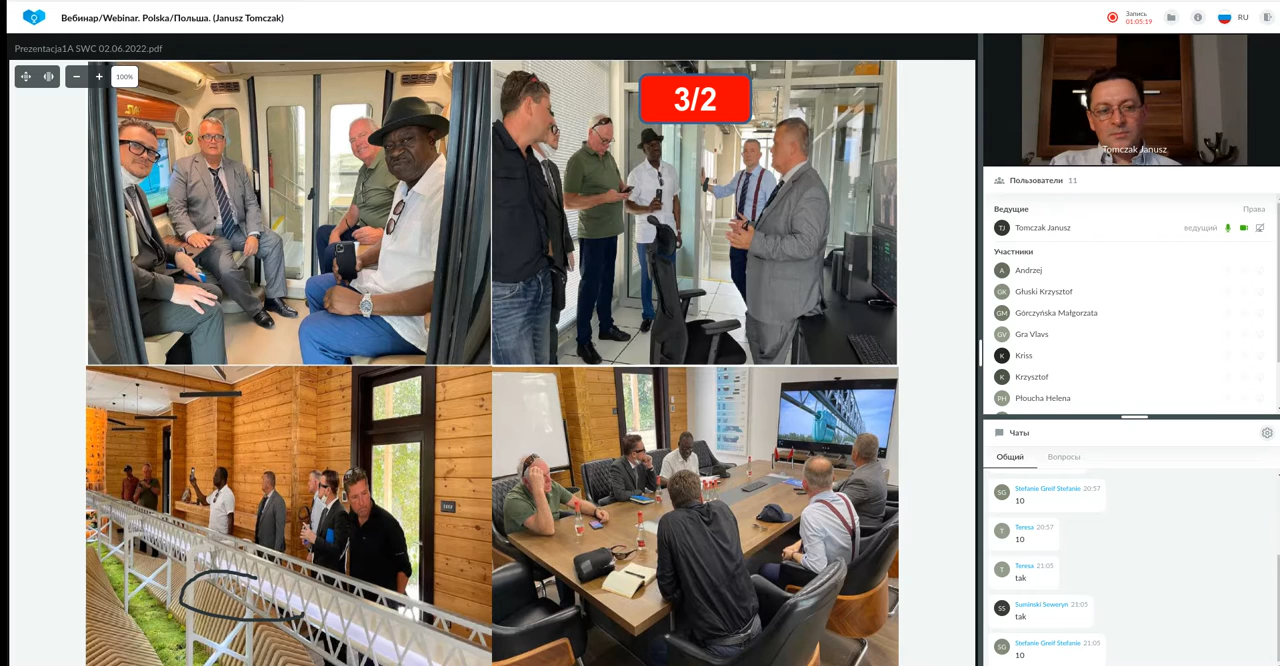 Вебинар/Webinar. Polska/Польша. (Janusz Tomczak)
Запись
01:05:19
RU
Prezentacja1A SWC 02.06.2022.pdf
100%
3/2
Tomczak Janusz
Пользователи 11
Ведущие Права
TJ Tomczak Janusz ведущий
Участники
A Andrzej
GK Głuski Krzysztof
GM Górczyńska Małgorzata
GV Gra Vlavs
K Kriss
K Krzysztof
PH Płoucha Helena
Чаты
Общий Вопросы
SG Stefanie Greif Stefanie 20:57
10
T Teresa 20:57
10
T Teresa 21:05
tak
SS Suminski Seweryn 21:05
tak
SG Stefanie Greif Stefanie 21:05
10